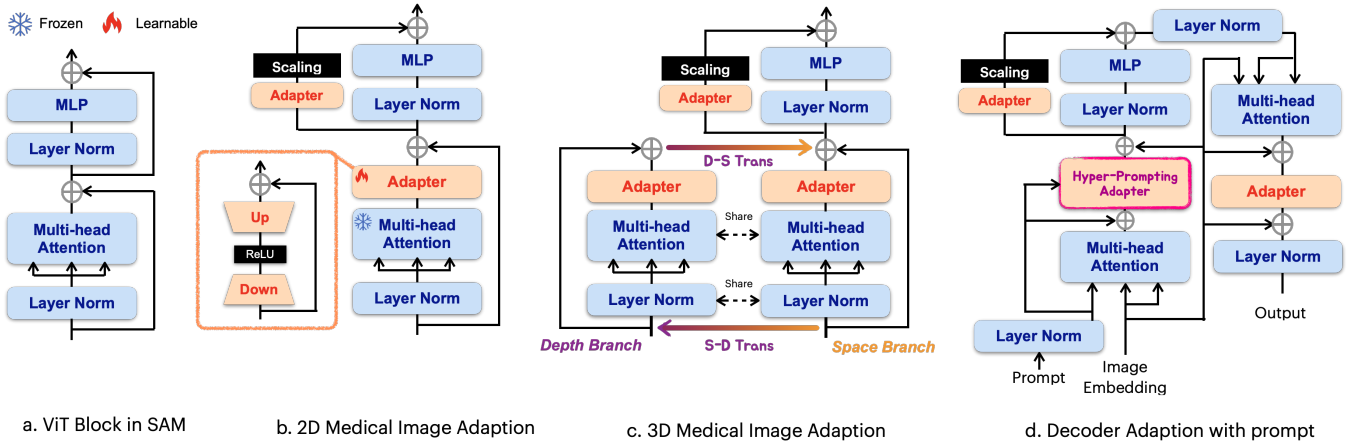 Frozen
Learnable
MLP
Layer Norm
Multi-head
Attention
Layer Norm
a. ViT Block in SAM
Scaling
Adapter
MLP
Layer Norm
Adapter
Multi-head
Attention
Layer Norm
Up
ReLU
Down
b. 2D Medical Image Adaption
Scaling
Adapter
MLP
Layer Norm
D-S Trans
Adapter
Adapter
Multi-head
Attention
Share
Multi-head
Attention
Share
Layer Norm
Layer Norm
Depth Branch
S-D Trans
Space Branch
c. 3D Medical Image Adaption
Layer Norm
Scaling
Adapter
MLP
Layer Norm
Multi-head
Attention
Hyper-Prompting
Adapter
Adapter
Multi-head
Attention
Layer Norm
Output
Layer Norm
Prompt
Image
Embedding
d. Decoder Adaption with prompt